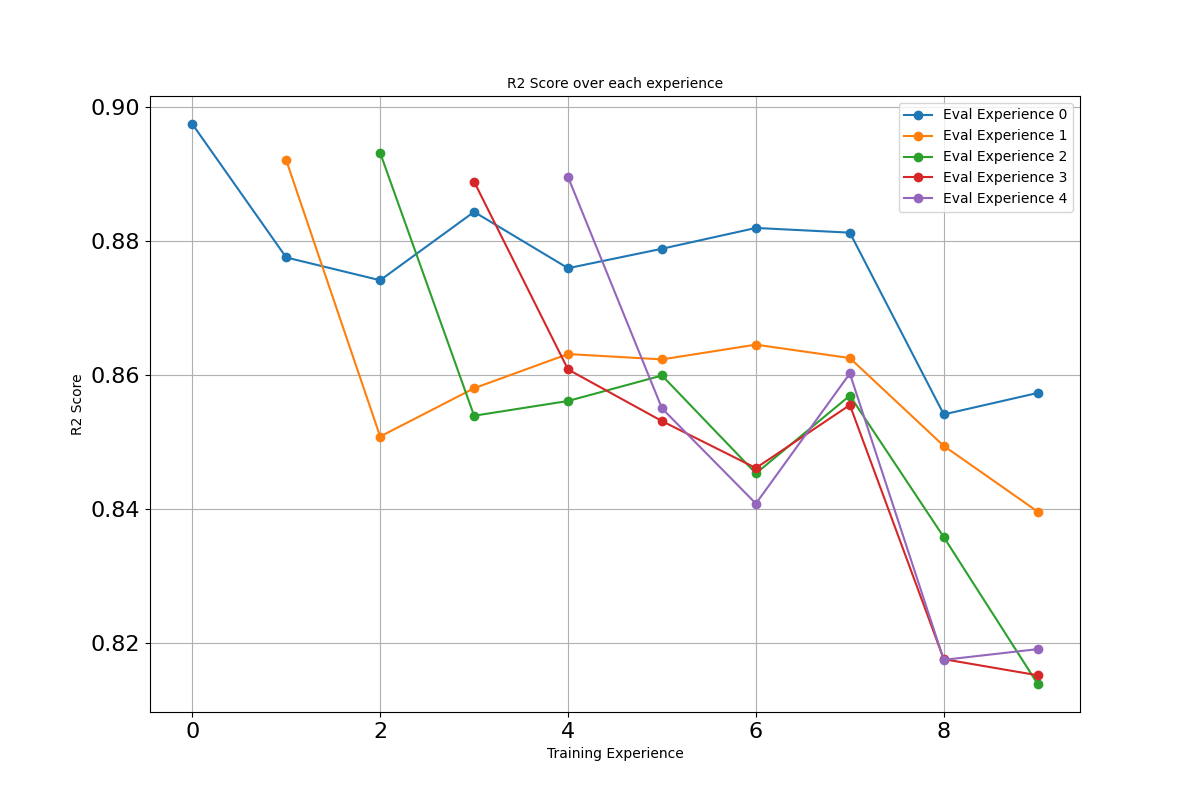 R2 Score over each experience
0.90
0.88
0.86
0.84
0.82
R2 Score
Eval Experience 0
Eval Experience 1
Eval Experience 2
Eval Experience 3
Eval Experience 4
0 2 4 6 8
Training Experience